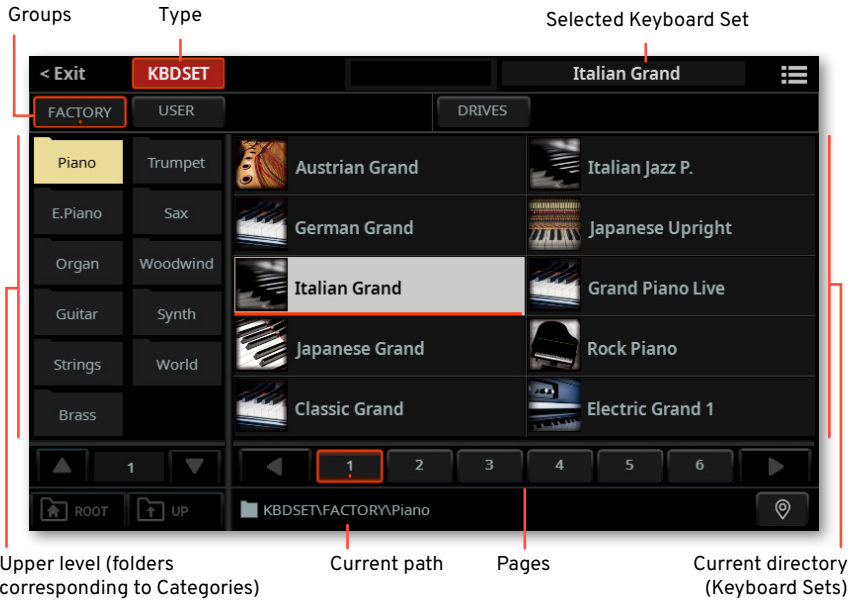 Groups
Type
Selected Keyboard Set
< Exit
KBDSET
Italian Grand
FACTORY
USER
DRIVES
Piano
Trumpet
Austrian Grand
Italian Jazz P.
E.Piano
Sax
German Grand
Japanese Upright
Organ
Woodwind
Italian Grand
Grand Piano Live
Guitar
Synth
Japanese Grand
Rock Piano
Strings
World
Classic Grand
Electric Grand 1
Brass
1
1
2
3
4
5
6
ROOT
UP
KBDSET\FACTORY\Piano
Upper level (folders
corresponding to Categories)
Current path
Pages
Current directory
(Keyboard Sets)